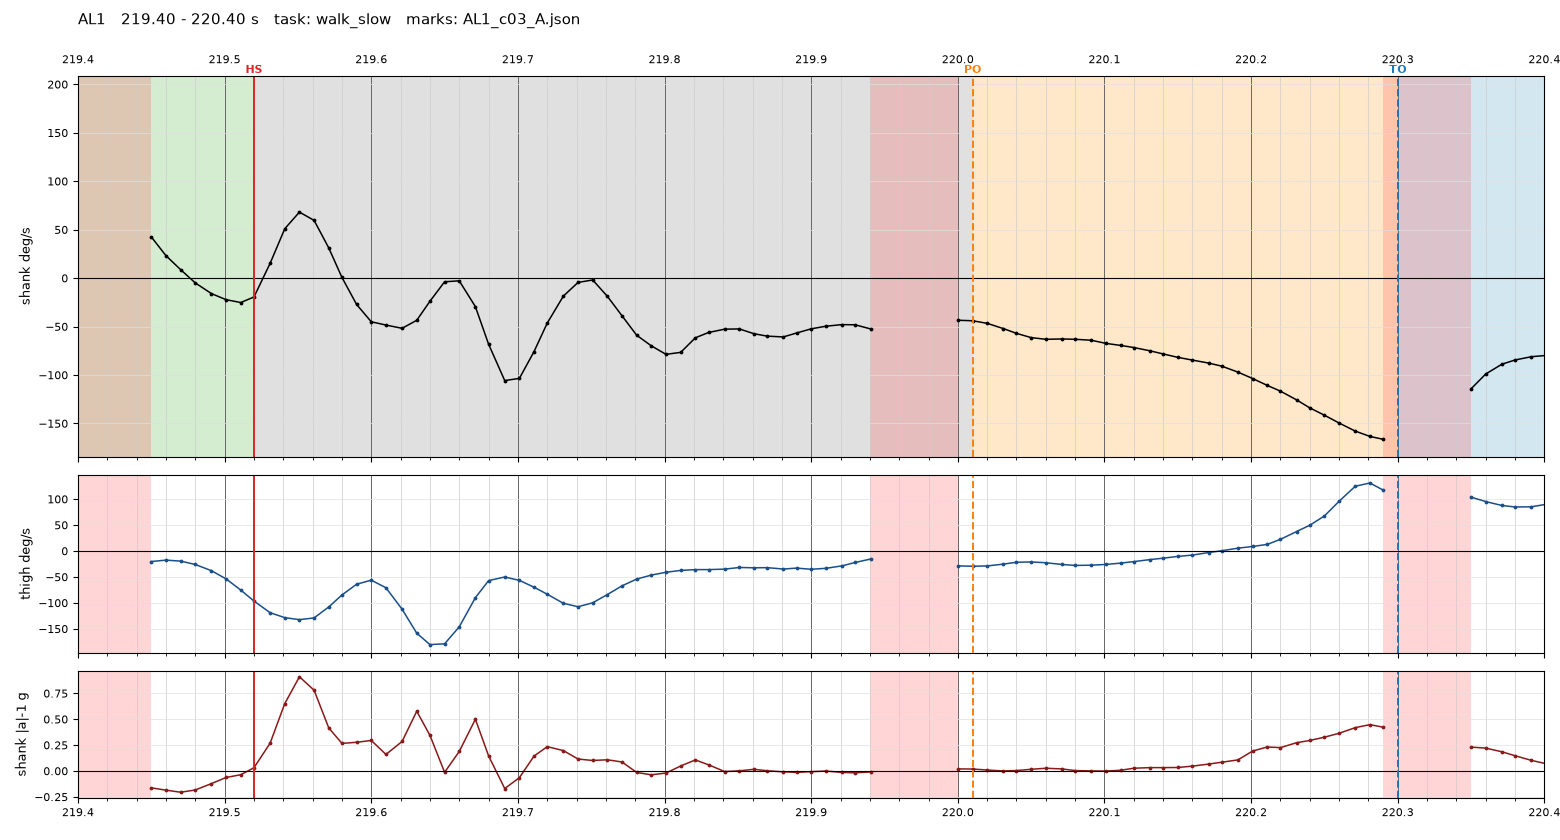 AL1   219.40 - 220.40 s   task: walk_slow   marks: AL1_c03_A.json
219.4 219.5 219.6 219.7 219.8 219.9 220.0 220.1 220.2 220.3 220.4
HS PO TO
shank deg/s
200
150
100
50
0
−50
−100
−150
thigh deg/s
100
50
0
−50
−100
−150
shank |a|-1 g
0.75
0.50
0.25
0.00
−0.25
219.4 219.5 219.6 219.7 219.8 219.9 220.0 220.1 220.2 220.3 220.4